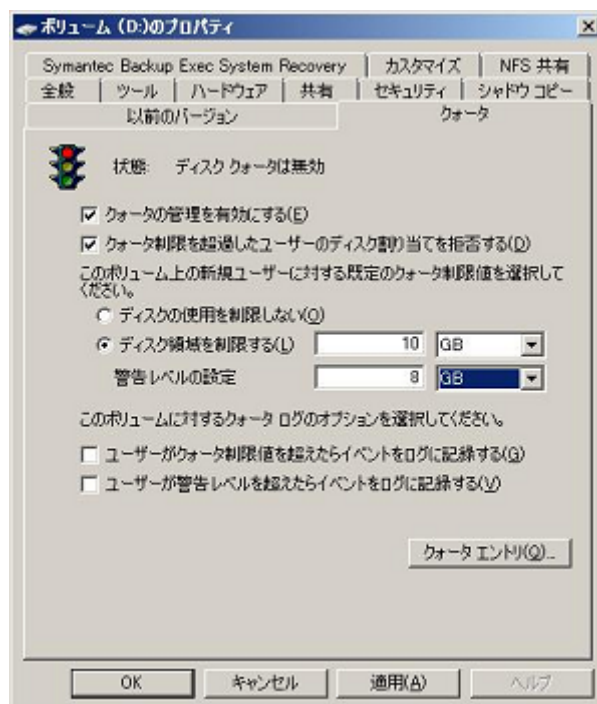 ボリューム (D:)のプロパティ
Symantec Backup Exec System Recovery カスタマイズ NFS 共有
全般 ツール ハードウェア 共有 セキュリティ シャドウ コピー
以前のバージョン クォータ
状態: ディスク クォータは無効
クォータの管理を有効にする(E)
クォータ制限を超過したユーザーのディスク割り当てを拒否する(D)
このボリューム上の新規ユーザーに対する既定のクォータ制限値を選択して
ください。
ディスクの使用を制限しない(O)
ディスク領域を制限する(L) 10 GB
警告レベルの設定 8 GB
このボリュームに対するクォータ ログのオプションを選択してください。
ユーザーがクォータ制限値を超えたらイベントをログに記録する(G)
ユーザーが警告レベルを超えたらイベントをログに記録する(V)
クォータ エントリ(Q)...
OK キャンセル 適用(A) ヘルプ